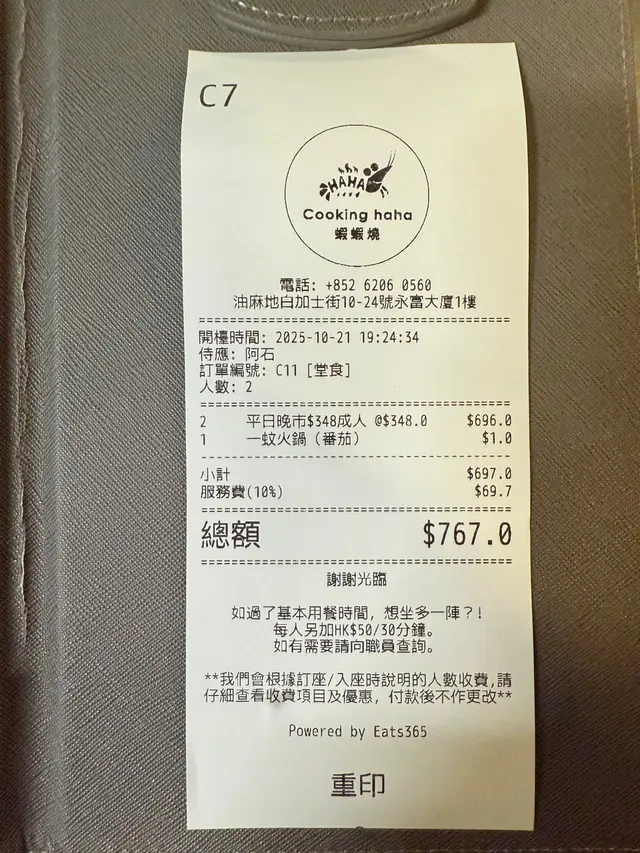 C7
HAHA
Cooking haha
蝦蝦燒
電話: +852 6206 0560
油麻地白加士街10-24號永富大廈1樓
開檯時間: 2025-10-21 19:24:34
侍應: 阿石
訂單編號: C11 [堂食]
人數: 2
2 平日晚市$348成人 @$348.0 $696.0
1 一蚊火鍋（番茄） $1.0
小計 $697.0
服務費(10%) $69.7
總額 $767.0
謝謝光臨
如過了基本用餐時間，想坐多一陣？!
每人另加HK$50/30分鐘。
如有需要請向職員查詢。
**我們會根據訂座/入座時說明的人數收費,請
仔細查看收費項目及優惠，付款後不作更改**
Powered by Eats365
重印